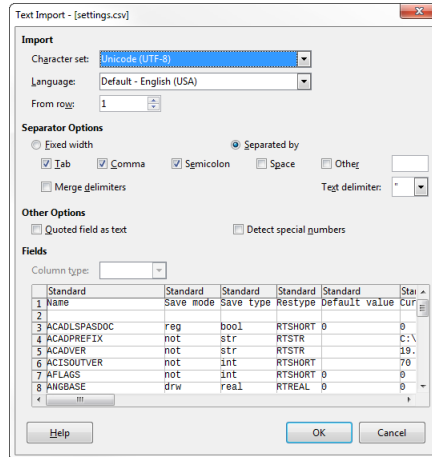 Text Import - [settings.csv]
Import
Character set: Unicode (UTF-8)
Language: Default - English (USA)
From row: 1
Separator Options
Fixed width Separated by
Tab Comma Semicolon Space Other
Merge delimiters Text delimiter: "
Other Options
Quoted field as text Detect special numbers
Fields
Column type:
Standard Standard Standard Standard Standard Star
1 Name Save mode Save type Restype Default value Cur
2
3 ACADLSPASDOC reg bool RTSHORT 0 0
4 ACADPREFIX not str RTSTR C:\
5 ACADVER not str RTSTR 19.
6 ACISOUTVER not int RTSHORT 70
7 AFLAGS not int RTSHORT 0 0
8 ANGBASE drw real RTREAL 0 0
Help OK Cancel